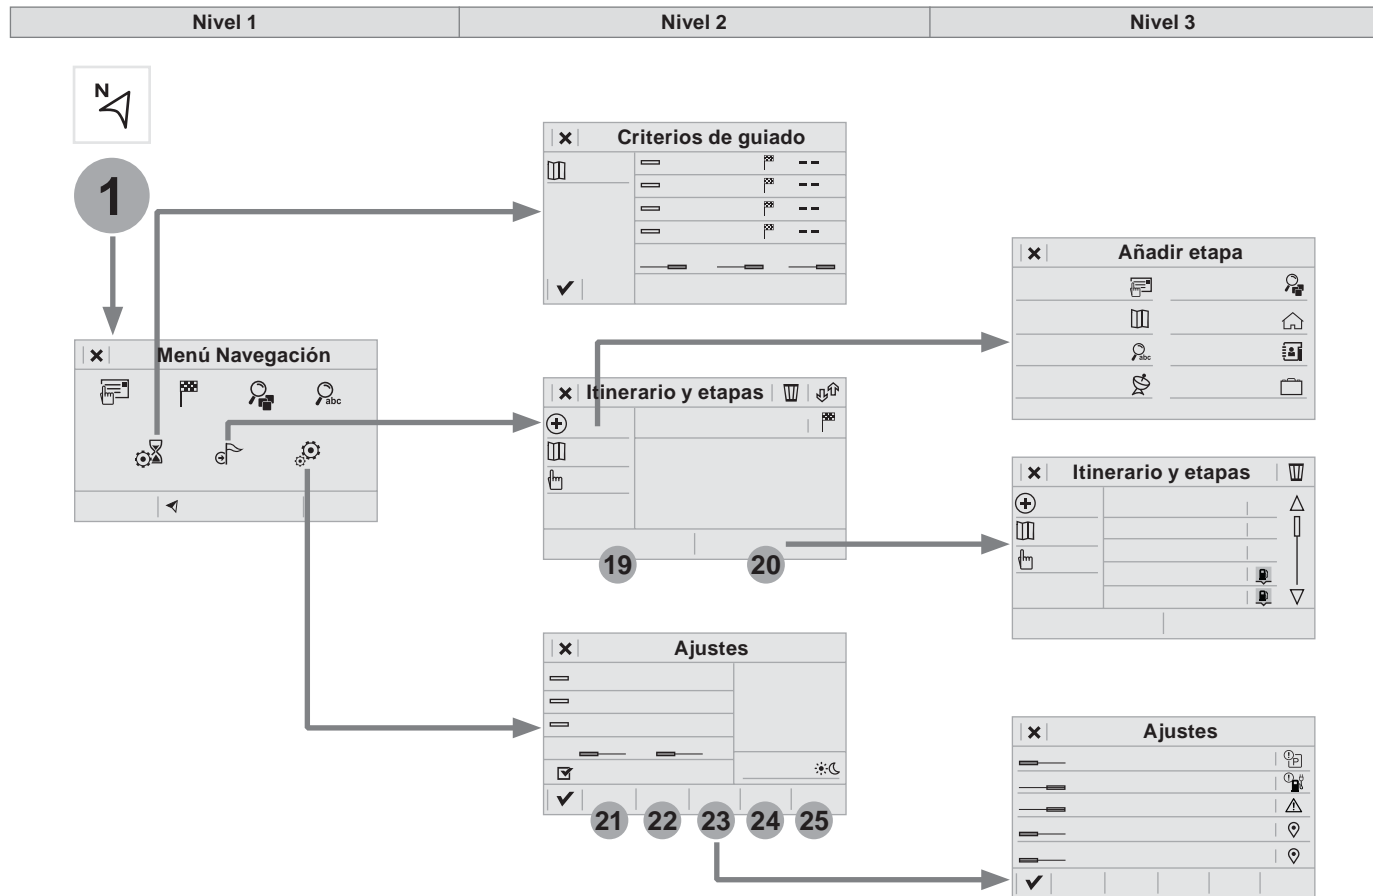 Nivel 1
Nivel 2
Nivel 3
N
1
Criterios de guiado
Añadir etapa
abc
Menú Navegación
abc
Itinerario y etapas
Itinerario y etapas
19
20
Ajustes
Ajustes
P
21
22
23
24
25